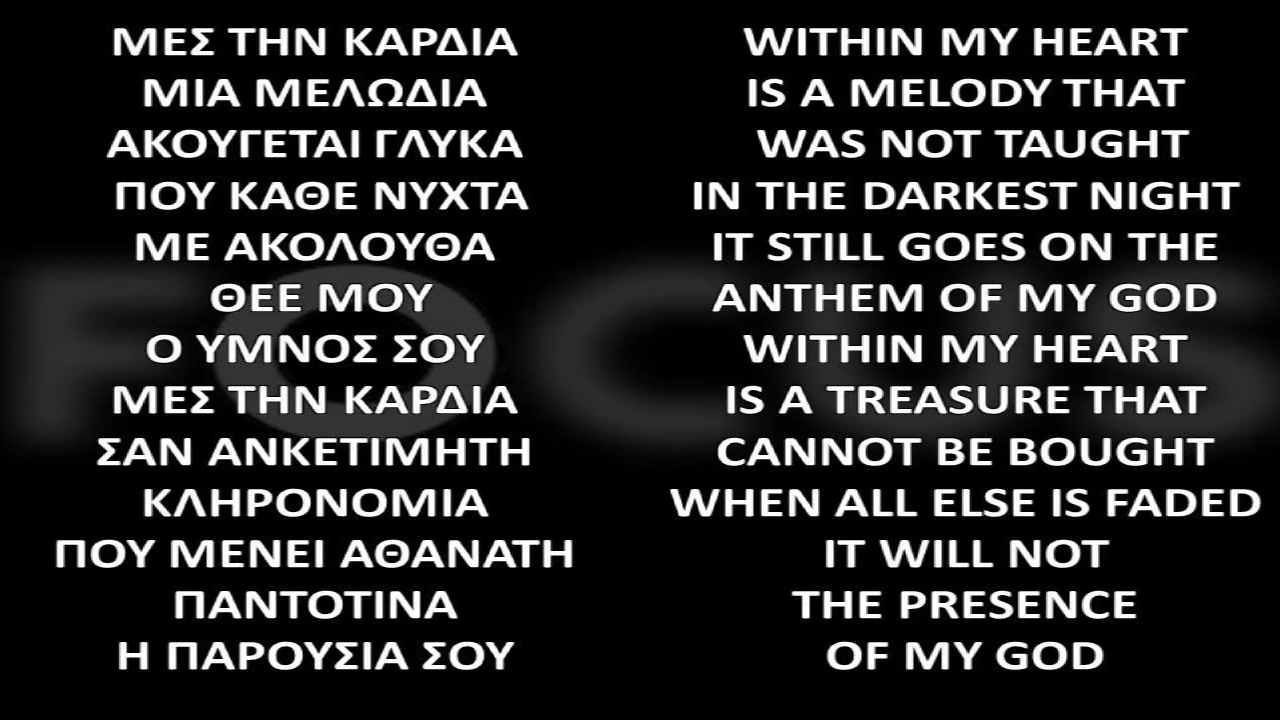 ΜΕΣ ΤΗΝ ΚΑΡΔΙΑ
ΜΙΑ ΜΕΛΩΔΙΑ
ΑΚΟΥΓΕΤΑΙ ΓΛΥΚΑ
ΠΟΥ ΚΑΘΕ ΝΥΧΤΑ
ΜΕ ΑΚΟΛΟΥΘΑ
ΘΕΕ ΜΟΥ
Ο ΥΜΝΟΣ ΣΟΥ
ΜΕΣ ΤΗΝ ΚΑΡΔΙΑ
ΣΑΝ ΑΝΚΕΤΙΜΗΤΗ
ΚΛΗΡΟΝΟΜΙΑ
ΠΟΥ ΜΕΝΕΙ ΑΘΑΝΑΤΗ
ΠΑΝΤΟΤΙΝΑ
Η ΠΑΡΟΥΣΙΑ ΣΟΥ
WITHIN MY HEART
IS A MELODY THAT
WAS NOT TAUGHT
IN THE DARKEST NIGHT
IT STILL GOES ON THE
ANTHEM OF MY GOD
WITHIN MY HEART
IS A TREASURE THAT
CANNOT BE BOUGHT
WHEN ALL ELSE IS FADED
IT WILL NOT
THE PRESENCE
OF MY GOD
FOCUS